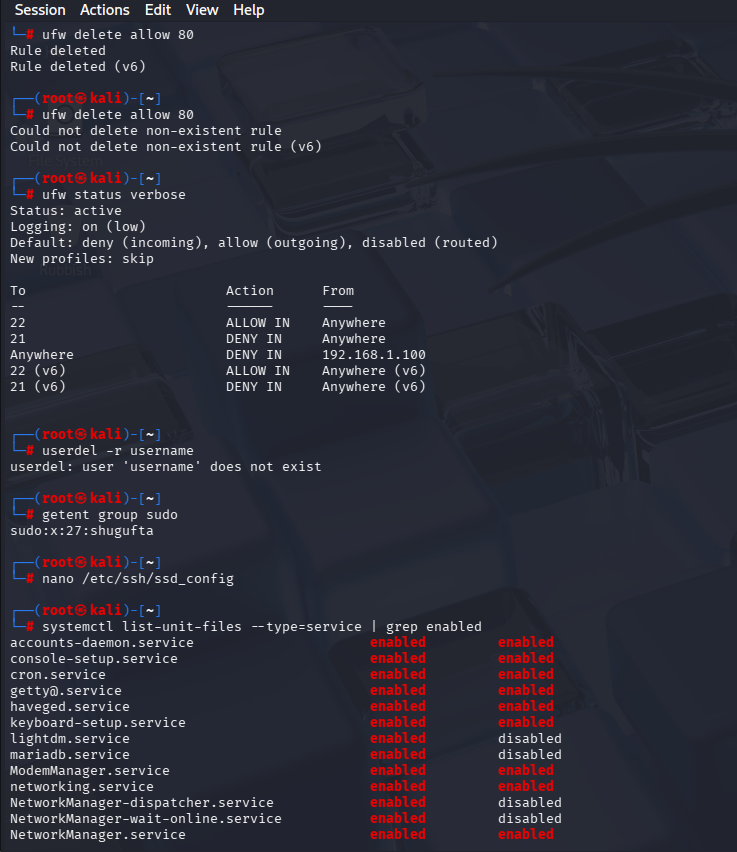 Session Actions Edit View Help
└─# ufw delete allow 80
Rule deleted
Rule deleted (v6)
┌──(root㉿kali)-[~]
└─# ufw delete allow 80
Could not delete non-existent rule
Could not delete non-existent rule (v6)
File System
┌──(root㉿kali)-[~]
└─# ufw status verbose
Status: active
Logging: on (low)
Default: deny (incoming), allow (outgoing), disabled (routed)
New profiles: skip
Rubbish
To                         Action      From
--                         ------      ----
22                         ALLOW IN    Anywhere
21                         DENY IN     Anywhere
Anywhere                   DENY IN     192.168.1.100
22 (v6)                    ALLOW IN    Anywhere (v6)
21 (v6)                    DENY IN     Anywhere (v6)
┌──(root㉿kali)-[~]
└─# userdel -r username
userdel: user 'username' does not exist
┌──(root㉿kali)-[~]
└─# getent group sudo
sudo:x:27:shugufta
┌──(root㉿kali)-[~]
└─# nano /etc/ssh/ssd_config
┌──(root㉿kali)-[~]
└─# systemctl list-unit-files --type=service | grep enabled
accounts-daemon.service                      enabled         enabled
console-setup.service                        enabled         enabled
cron.service                                 enabled         enabled
getty@.service                               enabled         enabled
haveged.service                              enabled         enabled
keyboard-setup.service                       enabled         enabled
lightdm.service                              enabled         disabled
mariadb.service                              enabled         disabled
ModemManager.service                         enabled         enabled
networking.service                           enabled         enabled
NetworkManager-dispatcher.service            enabled         disabled
NetworkManager-wait-online.service           enabled         disabled
NetworkManager.service                       enabled         enabled